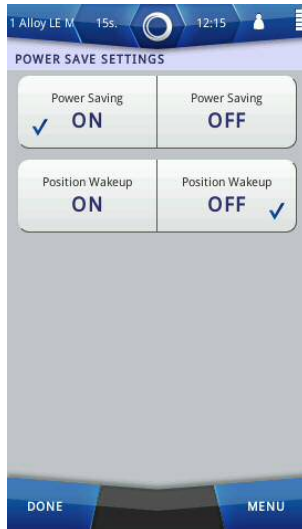 1 Alloy LE M 15s. 12:15
POWER SAVE SETTINGS
Power Saving Power Saving
ON OFF
Position Wakeup Position Wakeup
ON OFF
DONE MENU